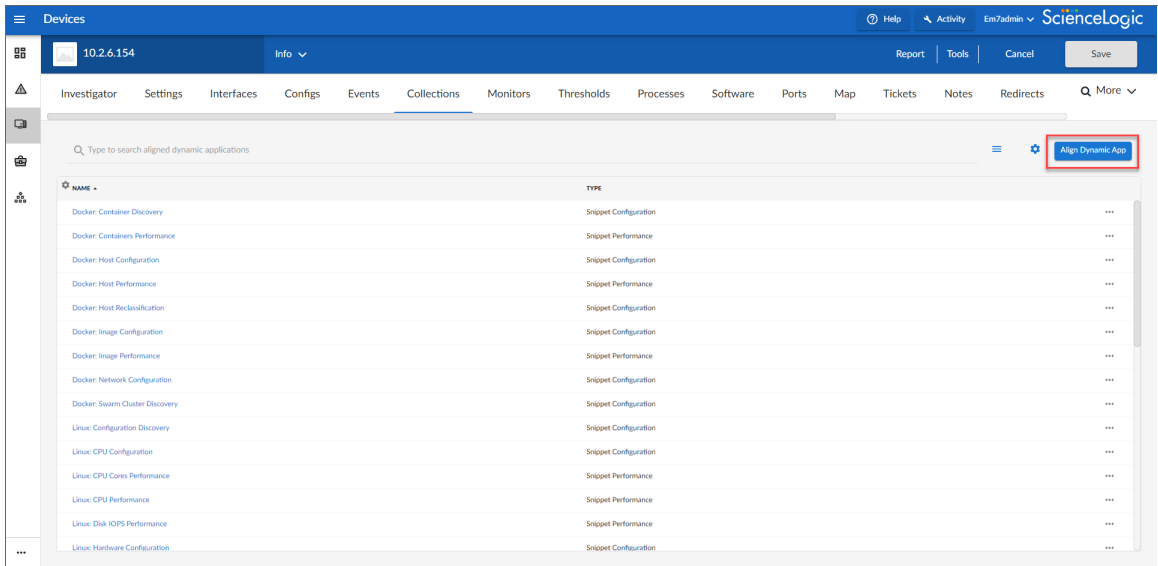 Devices Help Activity Em7admin ScienceLogic
10.2.6.154 Info Report Tools Cancel Save
Investigator Settings Interfaces Configs Events Collections Monitors Thresholds Processes Software Ports Map Tickets Notes Redirects More
Type to search aligned dynamic applications Align Dynamic App
NAME TYPE
Docker: Container Discovery Snippet Configuration
Docker: Containers Performance Snippet Performance
Docker: Host Configuration Snippet Configuration
Docker: Host Performance Snippet Performance
Docker: Host Reclassification Snippet Configuration
Docker: Image Configuration Snippet Configuration
Docker: Image Performance Snippet Performance
Docker: Network Configuration Snippet Configuration
Docker: Swarm Cluster Discovery Snippet Configuration
Linux: Configuration Discovery Snippet Configuration
Linux: CPU Configuration Snippet Configuration
Linux: CPU Cores Performance Snippet Performance
Linux: CPU Performance Snippet Performance
Linux: Disk IOPS Performance Snippet Performance
Linux: Hardware Configuration Snippet Configuration